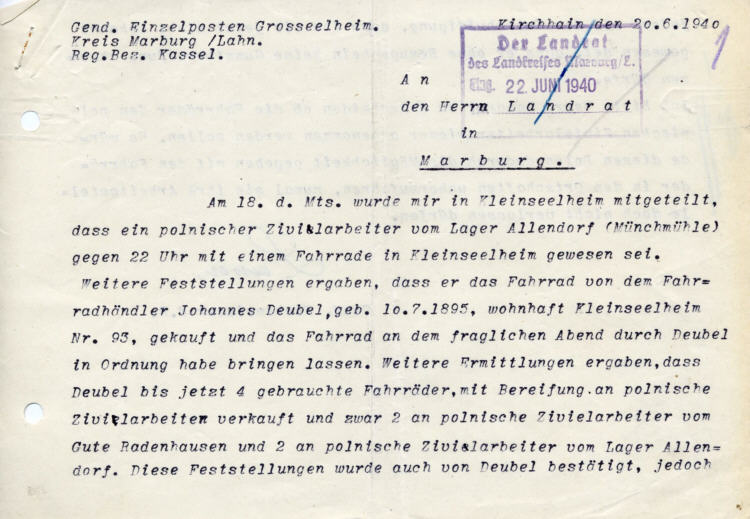 Gend. Einzelposten Grosseelheim.
Kirchhain den 20.6.1940
Kreis Marburg /Lahn.
Reg.Bez. Kassel.
Der Landrat
des Landkreises Marburg/L.
Eing. 22. JUNI 1940
1
A n
den Herrn L a n d r a t
in
M a r b u r g .
Am 18. d. Mts. wurde mir in Kleinseelheim mitgeteilt,
dass ein polnischer Zivilarbeiter vom Lager Allendorf (Münchmühle)
gegen 22 Uhr mit einem Fahrrade in Kleinseelheim gewesen sei.
Weitere Feststellungen ergaben, dass er das Fahrrad von dem Fahr=
radhändler Johannes Deubel,geb. 10.7.1895, wohnhaft Kleinseelheim
Nr. 93, gekauft und das Fahrrad an dem fraglichen Abend durch Deubel
in Ordnung habe bringen lassen. Weitere Ermittlungen ergaben,dass
Deubel bis jetzt 4 gebrauchte Fahrräder,mit Bereifung.an polnische
Zivielarbeiten verkauft und zwar 2 an polnische Zivielarbeiter vom
Gute Radenhausen und 2 an polnische Zivilarbeiter vom Lager Allen=
dorf. Diese Feststellungen wurde auch von Deubel bestätigt, jedoch